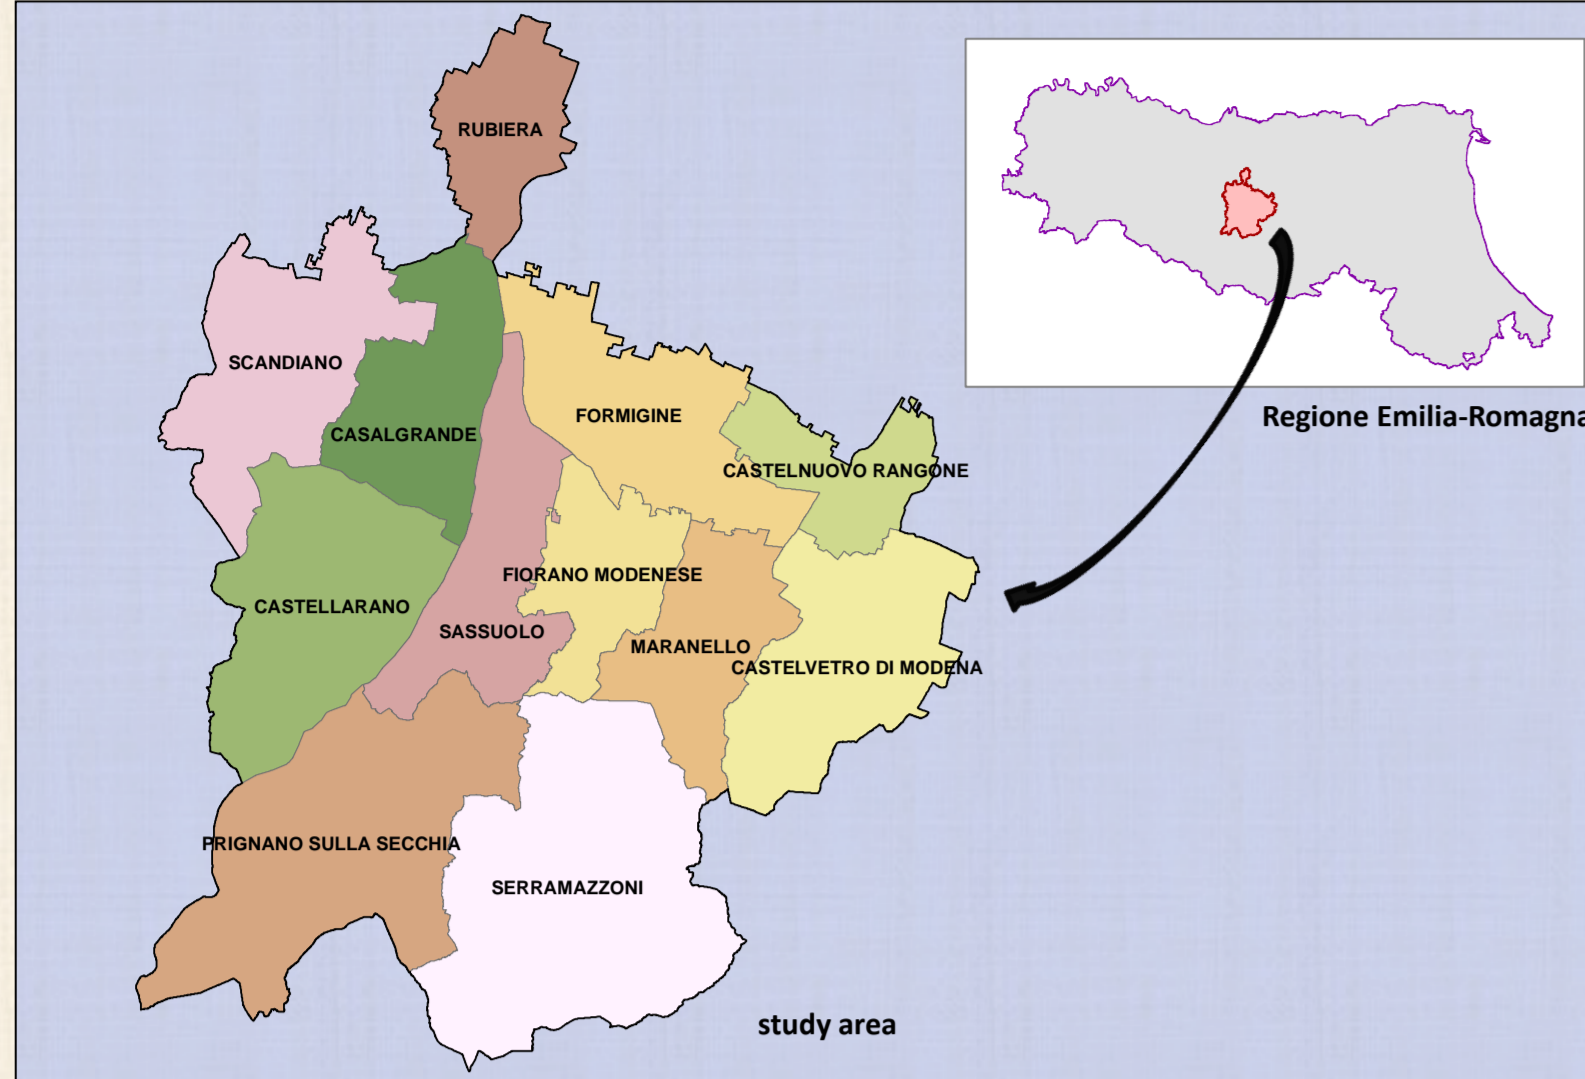 RUBIERA
SCANDIANO
Regione Emilia-Romagna
FORMIGINE
CASALGRANDE
CASTELNUOVO RANGONE
FIORANO MODENESE
CASTELLARANO
SASSUOLO
MARANELLO
CASTELVETRO DI MODENA
PRIGNANO SULLA SECCHIA
SERRAMAZZONI
study area